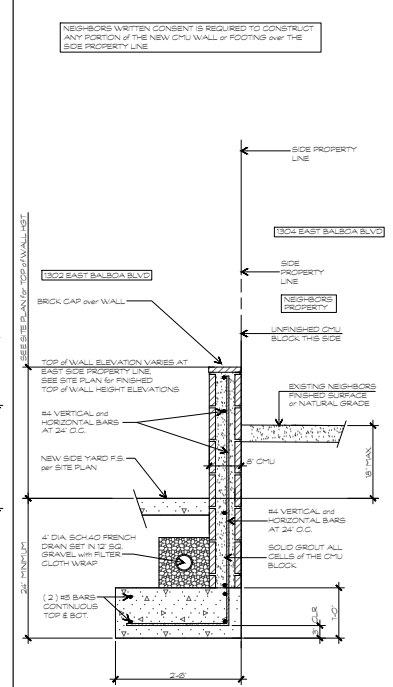 NEIGHBORS WRITTEN CONSENT IS REQUIRED TO CONSTRUCT
ANY PORTION of THE NEW CMU WALL or FOOTING over THE
SIDE PROPERTY LINE
SIDE PROPERTY
LINE
1304 EAST BALBOA BLVD
SEE SITE PLAN for TOP of WALL HGT.
1302 EAST BALBOA BLVD
SIDE
PROPERTY
LINE
BRICK CAP over WALL
NEIGHBORS
PROPERTY
UNFINISHED CMU
BLOCK THIS SIDE
TOP of WALL ELEVATION VARIES AT
EAST SIDE PROPERTY LINE,
SEE SITE PLAN for FINISHED
TOP of WALL HEIGHT ELEVATIONS
EXISTING NEIGHBORS
FINISHED SURFACE
or NATURAL GRADE
#4 VERTICAL and
HORIZONTAL BARS
AT 24" O.C.
NEW SIDE YARD F.S.
per SITE PLAN
8" CMU
18" MAX.
#4 VERTICAL and
HORIZONTAL BARS
AT 24" O.C.
4" DIA. SCH.40 FRENCH
DRAIN SET IN 12" SQ.
GRAVEL with FILTER
CLOTH WRAP
SOLID GROUT ALL
CELLS of the CMU
BLOCK
24" MINIMUM
( 2 ) #5 BARS
CONTINUOUS
TOP & BOT.
3" CLR
1'-0"
2'-6"